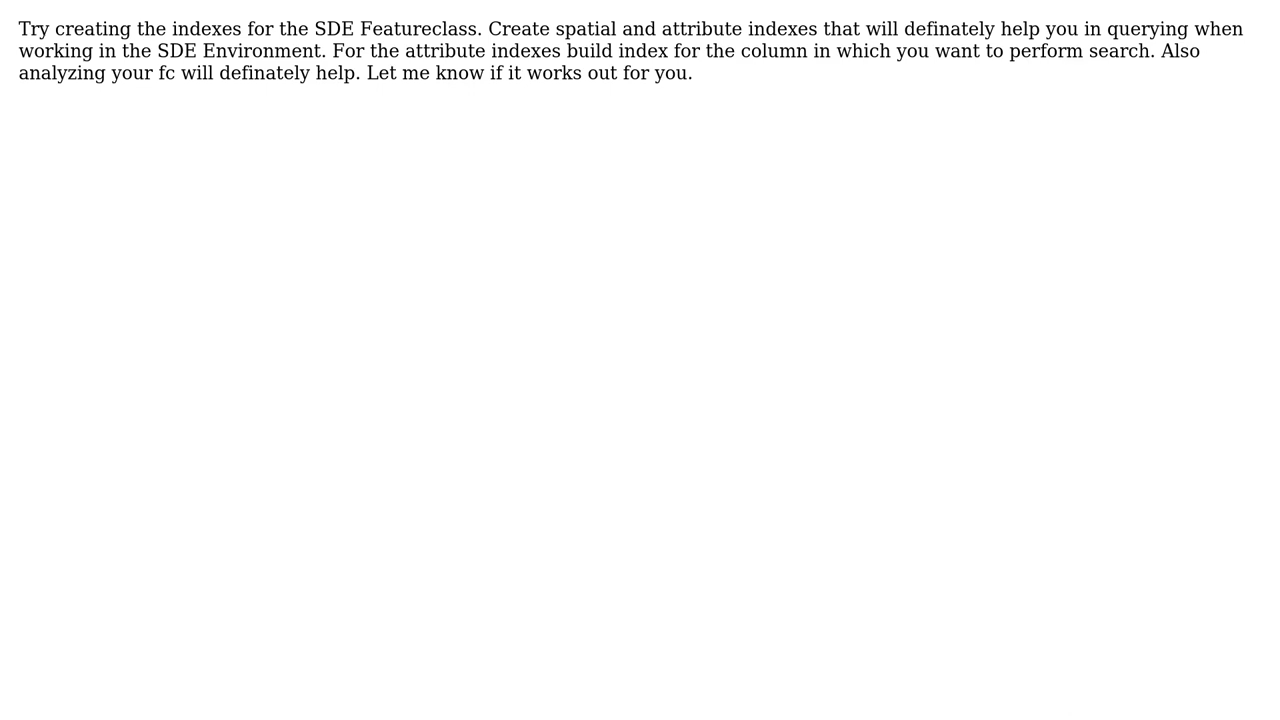 Try creating the indexes for the SDE Featureclass. Create spatial and attribute indexes that will definately help you in querying when
working in the SDE Environment. For the attribute indexes build index for the column in which you want to perform search. Also
analyzing your fc will definately help. Let me know if it works out for you.